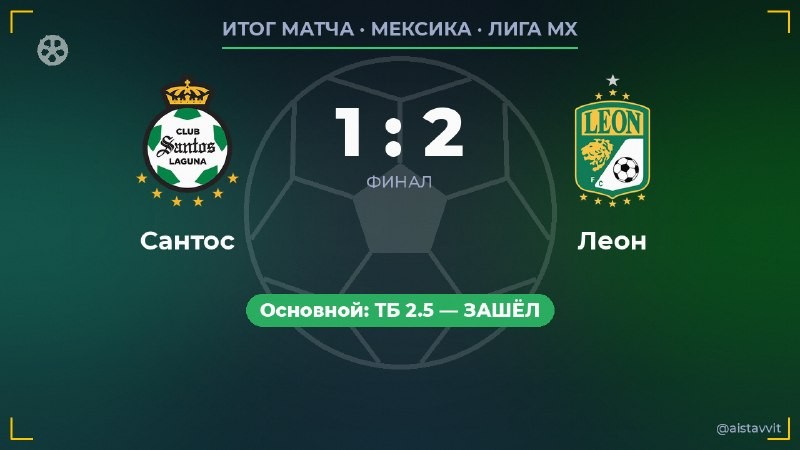 ИТОГ МАТЧА · МЕКСИКА · ЛИГА MX
CLUB
Santos
LAGUNA
1 : 2
ФИНАЛ
LEON
F C
Сантос
Леон
Основной: ТБ 2.5 — ЗАШЁЛ
@aistavvit